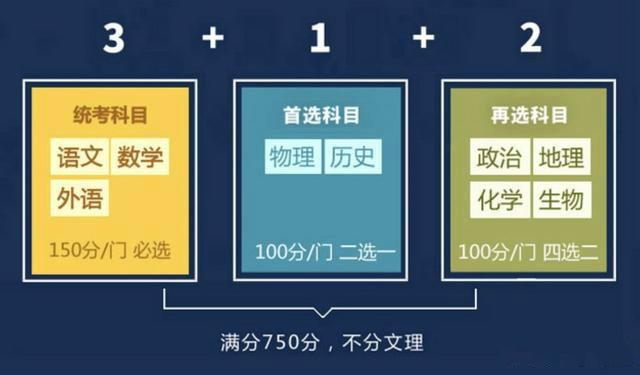 3 + 1 + 2
统考科目
语文 数学
外语
150分/门 必选
首选科目
物理 历史
100分/门 二选一
再选科目
政治 地理
化学 生物
100分/门 四选二
满分750分，不分文理